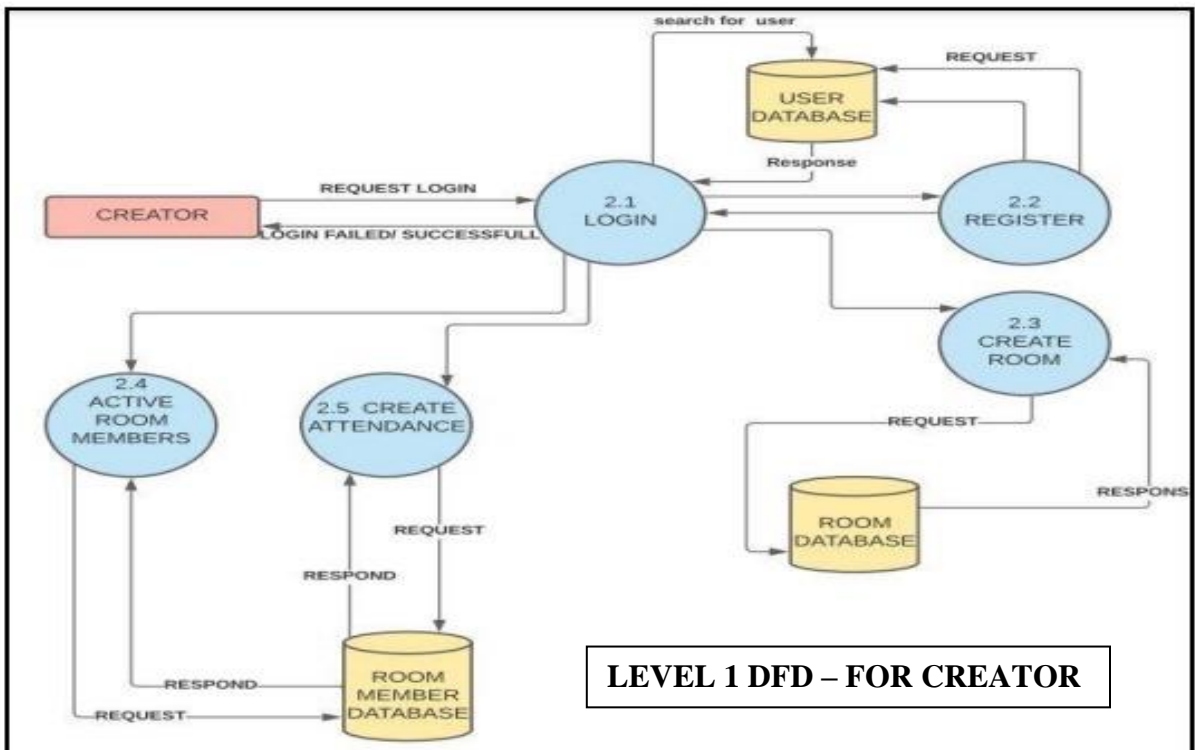 search for user
REQUEST
USER
DATABASE
Response
REQUEST LOGIN
CREATOR
LOGIN FAILED/ SUCCESSFULL
2.1
LOGIN
2.2
REGISTER
2.3
CREATE
ROOM
2.4
ACTIVE
ROOM
MEMBERS
2.5 CREATE
ATTENDANCE
REQUEST
RESPONS
ROOM
DATABASE
REQUEST
RESPOND
RESPOND
REQUEST
ROOM
MEMBER
DATABASE
LEVEL 1 DFD – FOR CREATOR